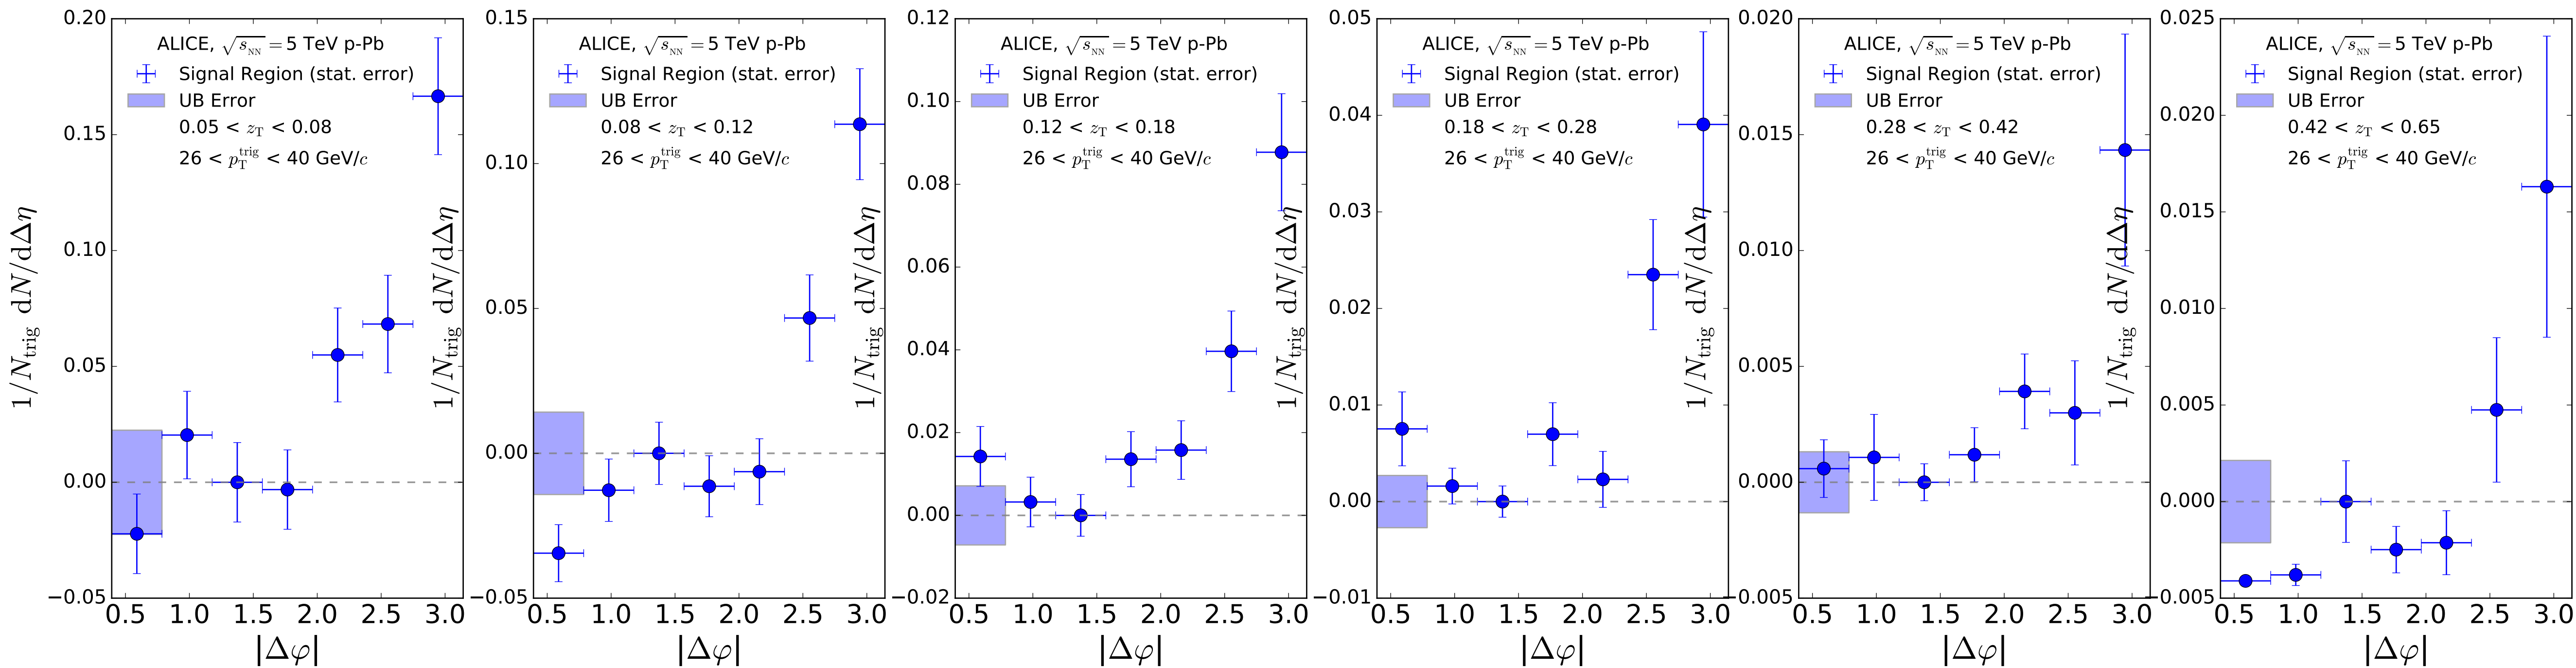 1/N_trig dN/dΔη
0.20
0.15
0.10
0.05
0.00
−0.05
ALICE, √s_NN = 5 TeV p-Pb
Signal Region (stat. error)
UB Error
0.05 < z_T < 0.08
26 < p_T^trig < 40 GeV/c
0.5 1.0 1.5 2.0 2.5 3.0
|Δφ|
1/N_trig dN/dΔη
0.15
0.10
0.05
0.00
−0.05
ALICE, √s_NN = 5 TeV p-Pb
Signal Region (stat. error)
UB Error
0.08 < z_T < 0.12
26 < p_T^trig < 40 GeV/c
0.5 1.0 1.5 2.0 2.5 3.0
|Δφ|
1/N_trig dN/dΔη
0.12
0.10
0.08
0.06
0.04
0.02
0.00
−0.02
ALICE, √s_NN = 5 TeV p-Pb
Signal Region (stat. error)
UB Error
0.12 < z_T < 0.18
26 < p_T^trig < 40 GeV/c
0.5 1.0 1.5 2.0 2.5 3.0
|Δφ|
1/N_trig dN/dΔη
0.05
0.04
0.03
0.02
0.01
0.00
−0.01
ALICE, √s_NN = 5 TeV p-Pb
Signal Region (stat. error)
UB Error
0.18 < z_T < 0.28
26 < p_T^trig < 40 GeV/c
0.5 1.0 1.5 2.0 2.5 3.0
|Δφ|
1/N_trig dN/dΔη
0.020
0.015
0.010
0.005
0.000
−0.005
ALICE, √s_NN = 5 TeV p-Pb
Signal Region (stat. error)
UB Error
0.28 < z_T < 0.42
26 < p_T^trig < 40 GeV/c
0.5 1.0 1.5 2.0 2.5 3.0
|Δφ|
1/N_trig dN/dΔη
0.025
0.020
0.015
0.010
0.005
0.000
−0.005
ALICE, √s_NN = 5 TeV p-Pb
Signal Region (stat. error)
UB Error
0.42 < z_T < 0.65
26 < p_T^trig < 40 GeV/c
0.5 1.0 1.5 2.0 2.5 3.0
|Δφ|